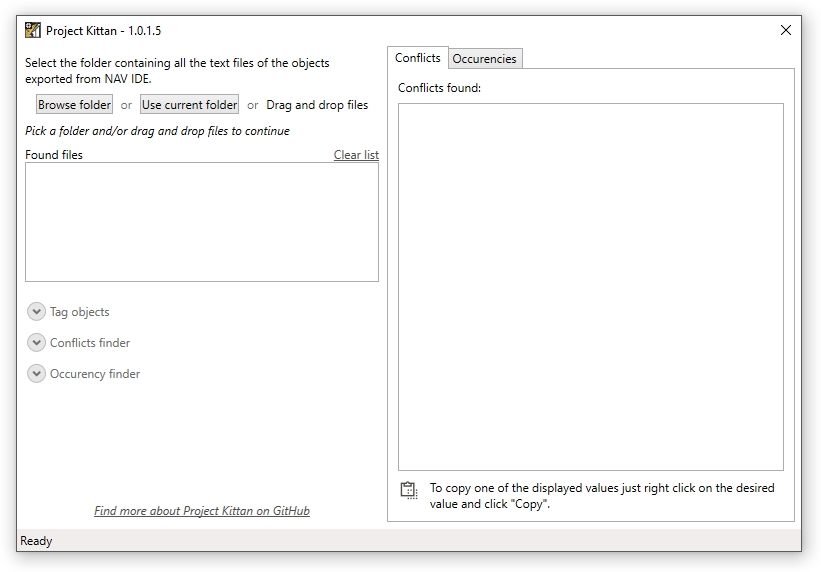 Project Kittan - 1.0.1.5
Select the folder containing all the text files of the objects
exported from NAV IDE.
Browse folder or Use current folder or Drag and drop files
Pick a folder and/or drag and drop files to continue
Found files Clear list
Tag objects
Conflicts finder
Occurency finder
Find more about Project Kittan on GitHub
Conflicts Occurencies
Conflicts found:
To copy one of the displayed values just right click on the desired
value and click "Copy".
Ready